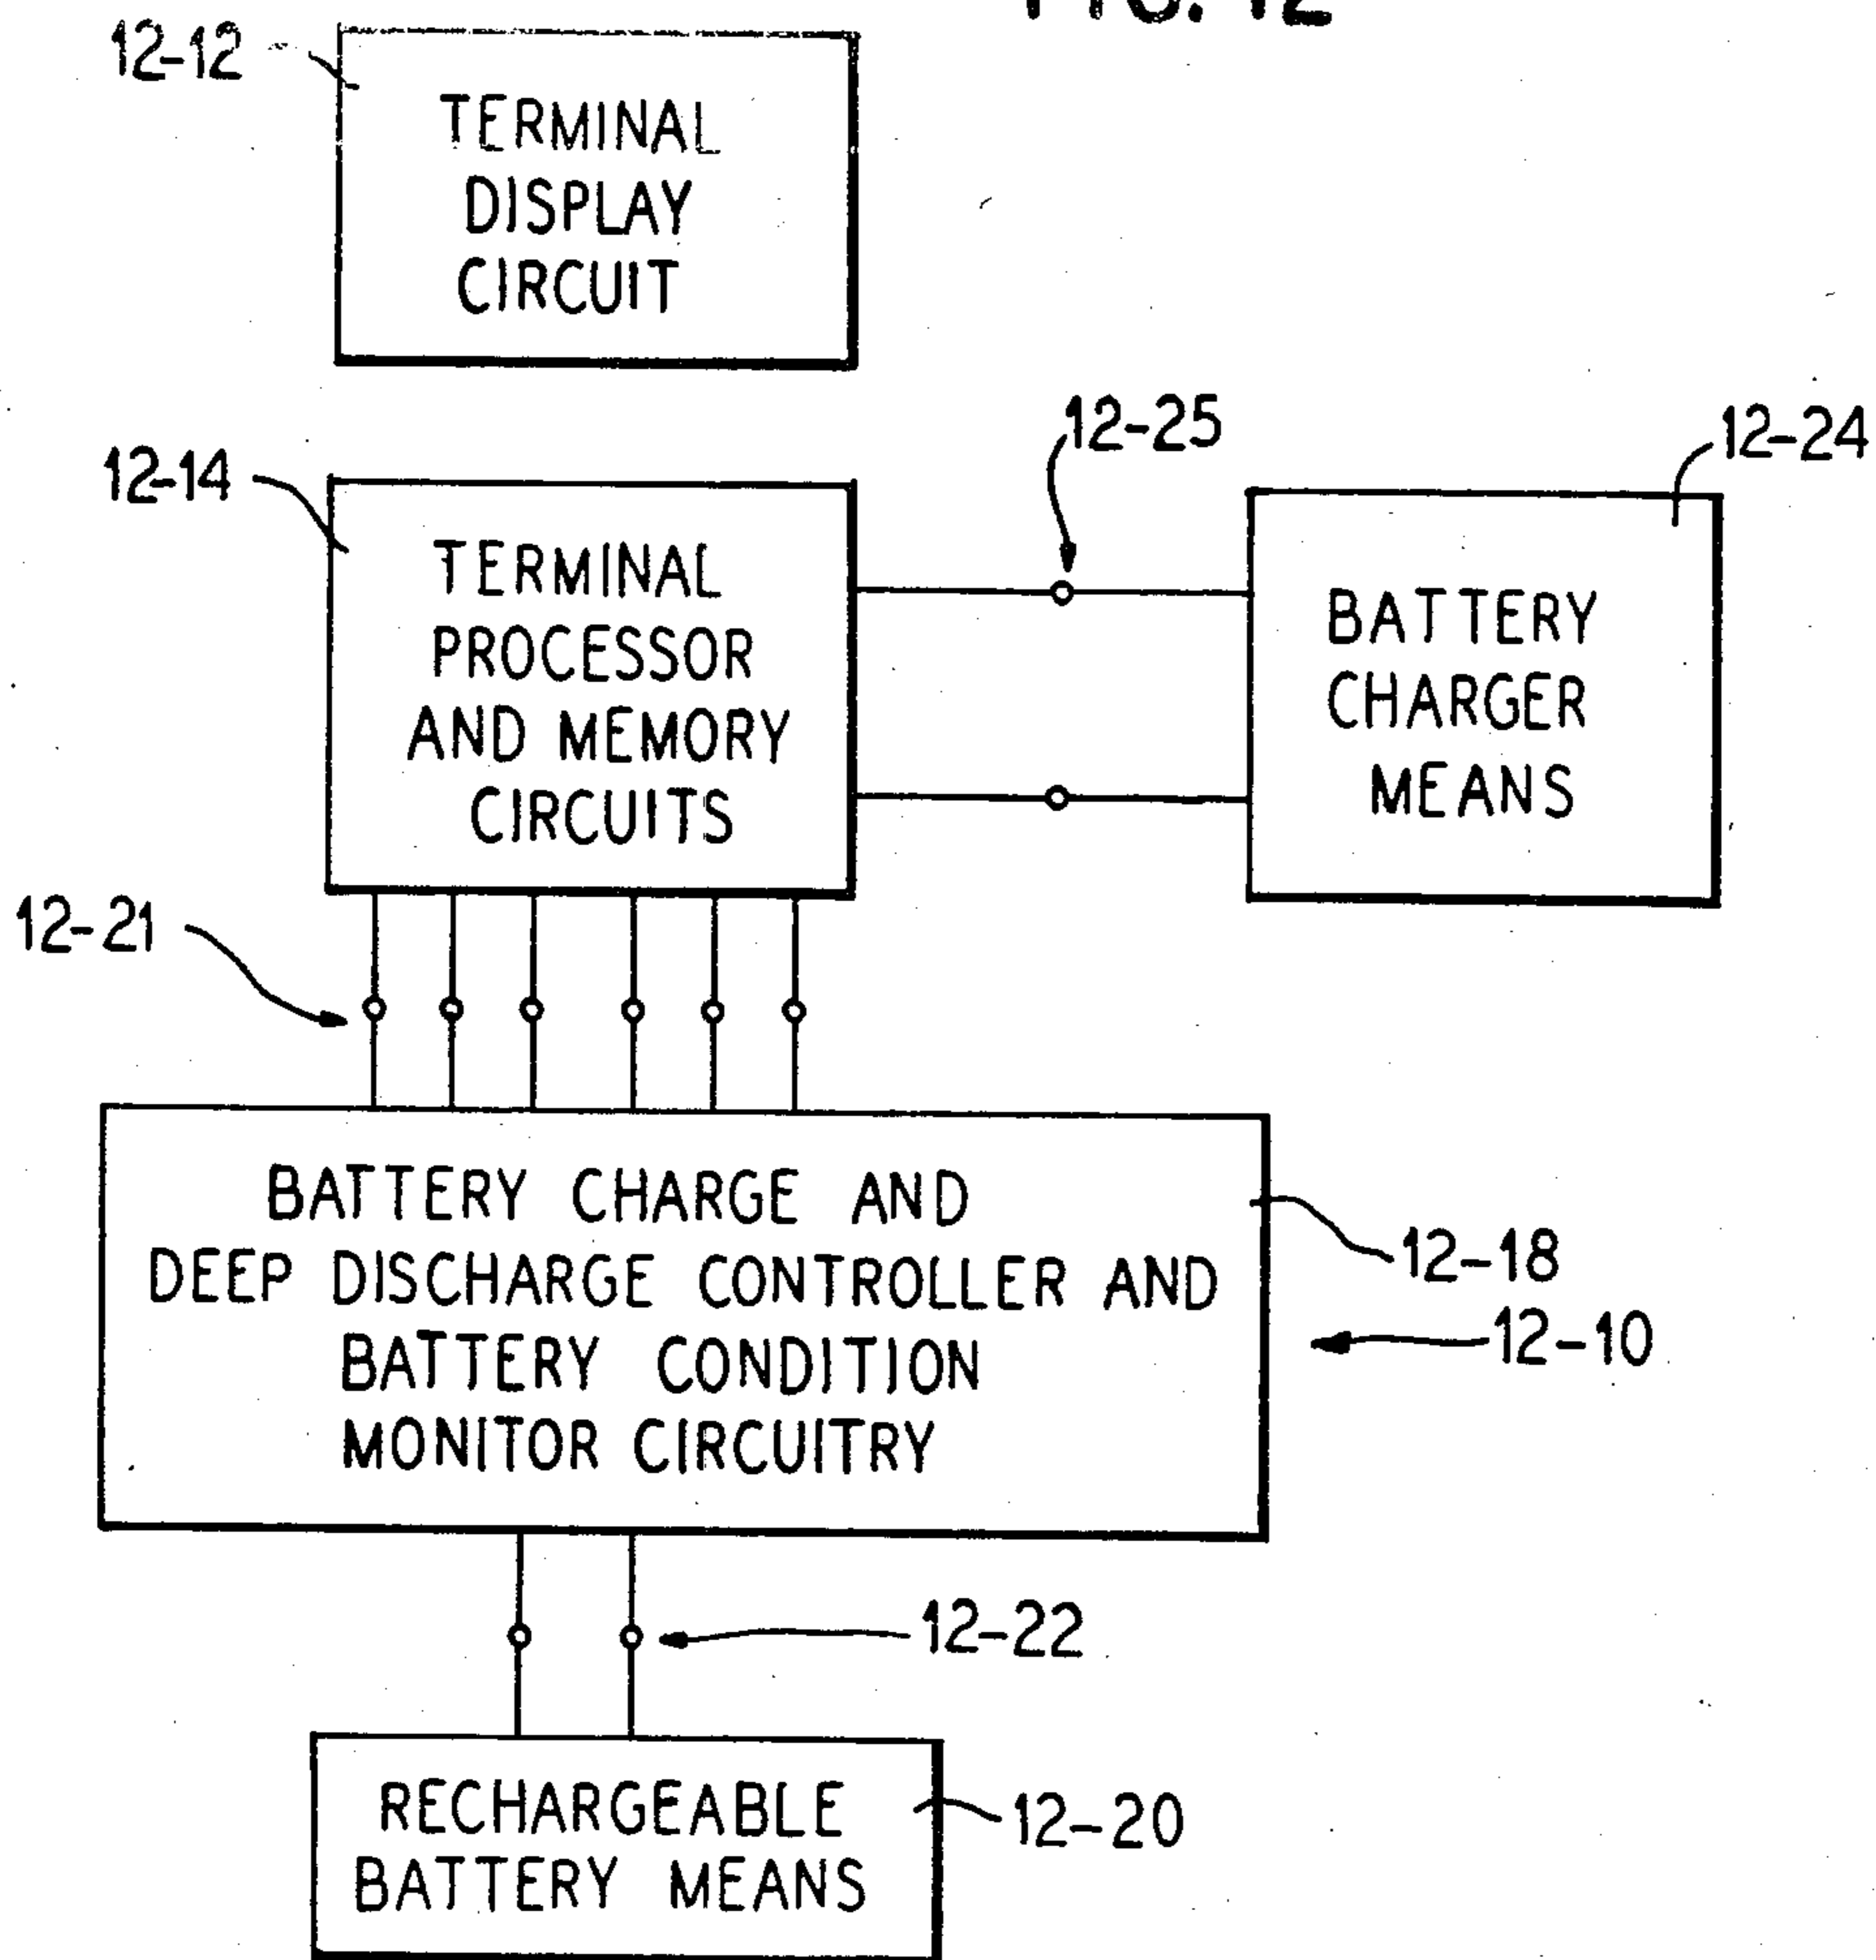 FIG. 12
12-12
TERMINAL
DISPLAY
CIRCUIT
12-25
12-24
12-14
TERMINAL
PROCESSOR
AND MEMORY
CIRCUITS
BATTERY
CHARGER
MEANS
12-21
BATTERY CHARGE AND
DEEP DISCHARGE CONTROLLER AND
BATTERY CONDITION
MONITOR CIRCUITRY
12-18
12-10
12-22
RECHARGEABLE
BATTERY MEANS
12-20